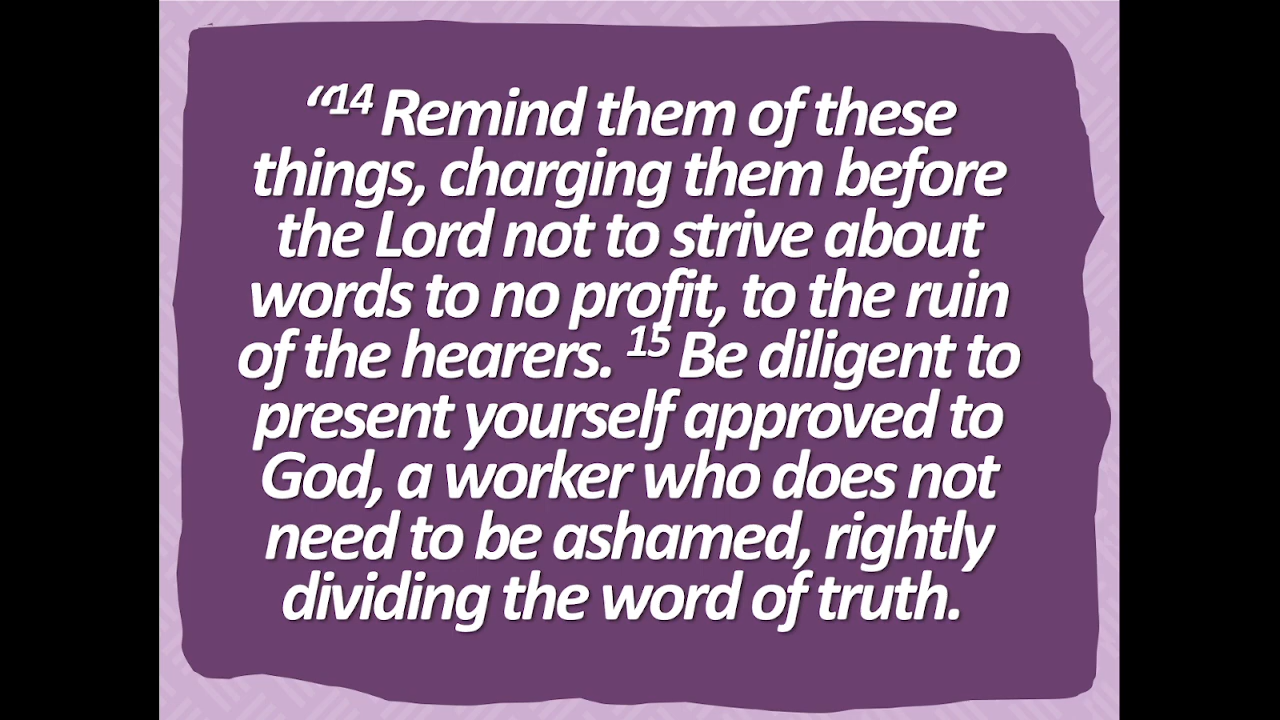 “14 Remind them of these
things, charging them before
the Lord not to strive about
words to no profit, to the ruin
of the hearers. 15 Be diligent to
present yourself approved to
God, a worker who does not
need to be ashamed, rightly
dividing the word of truth.